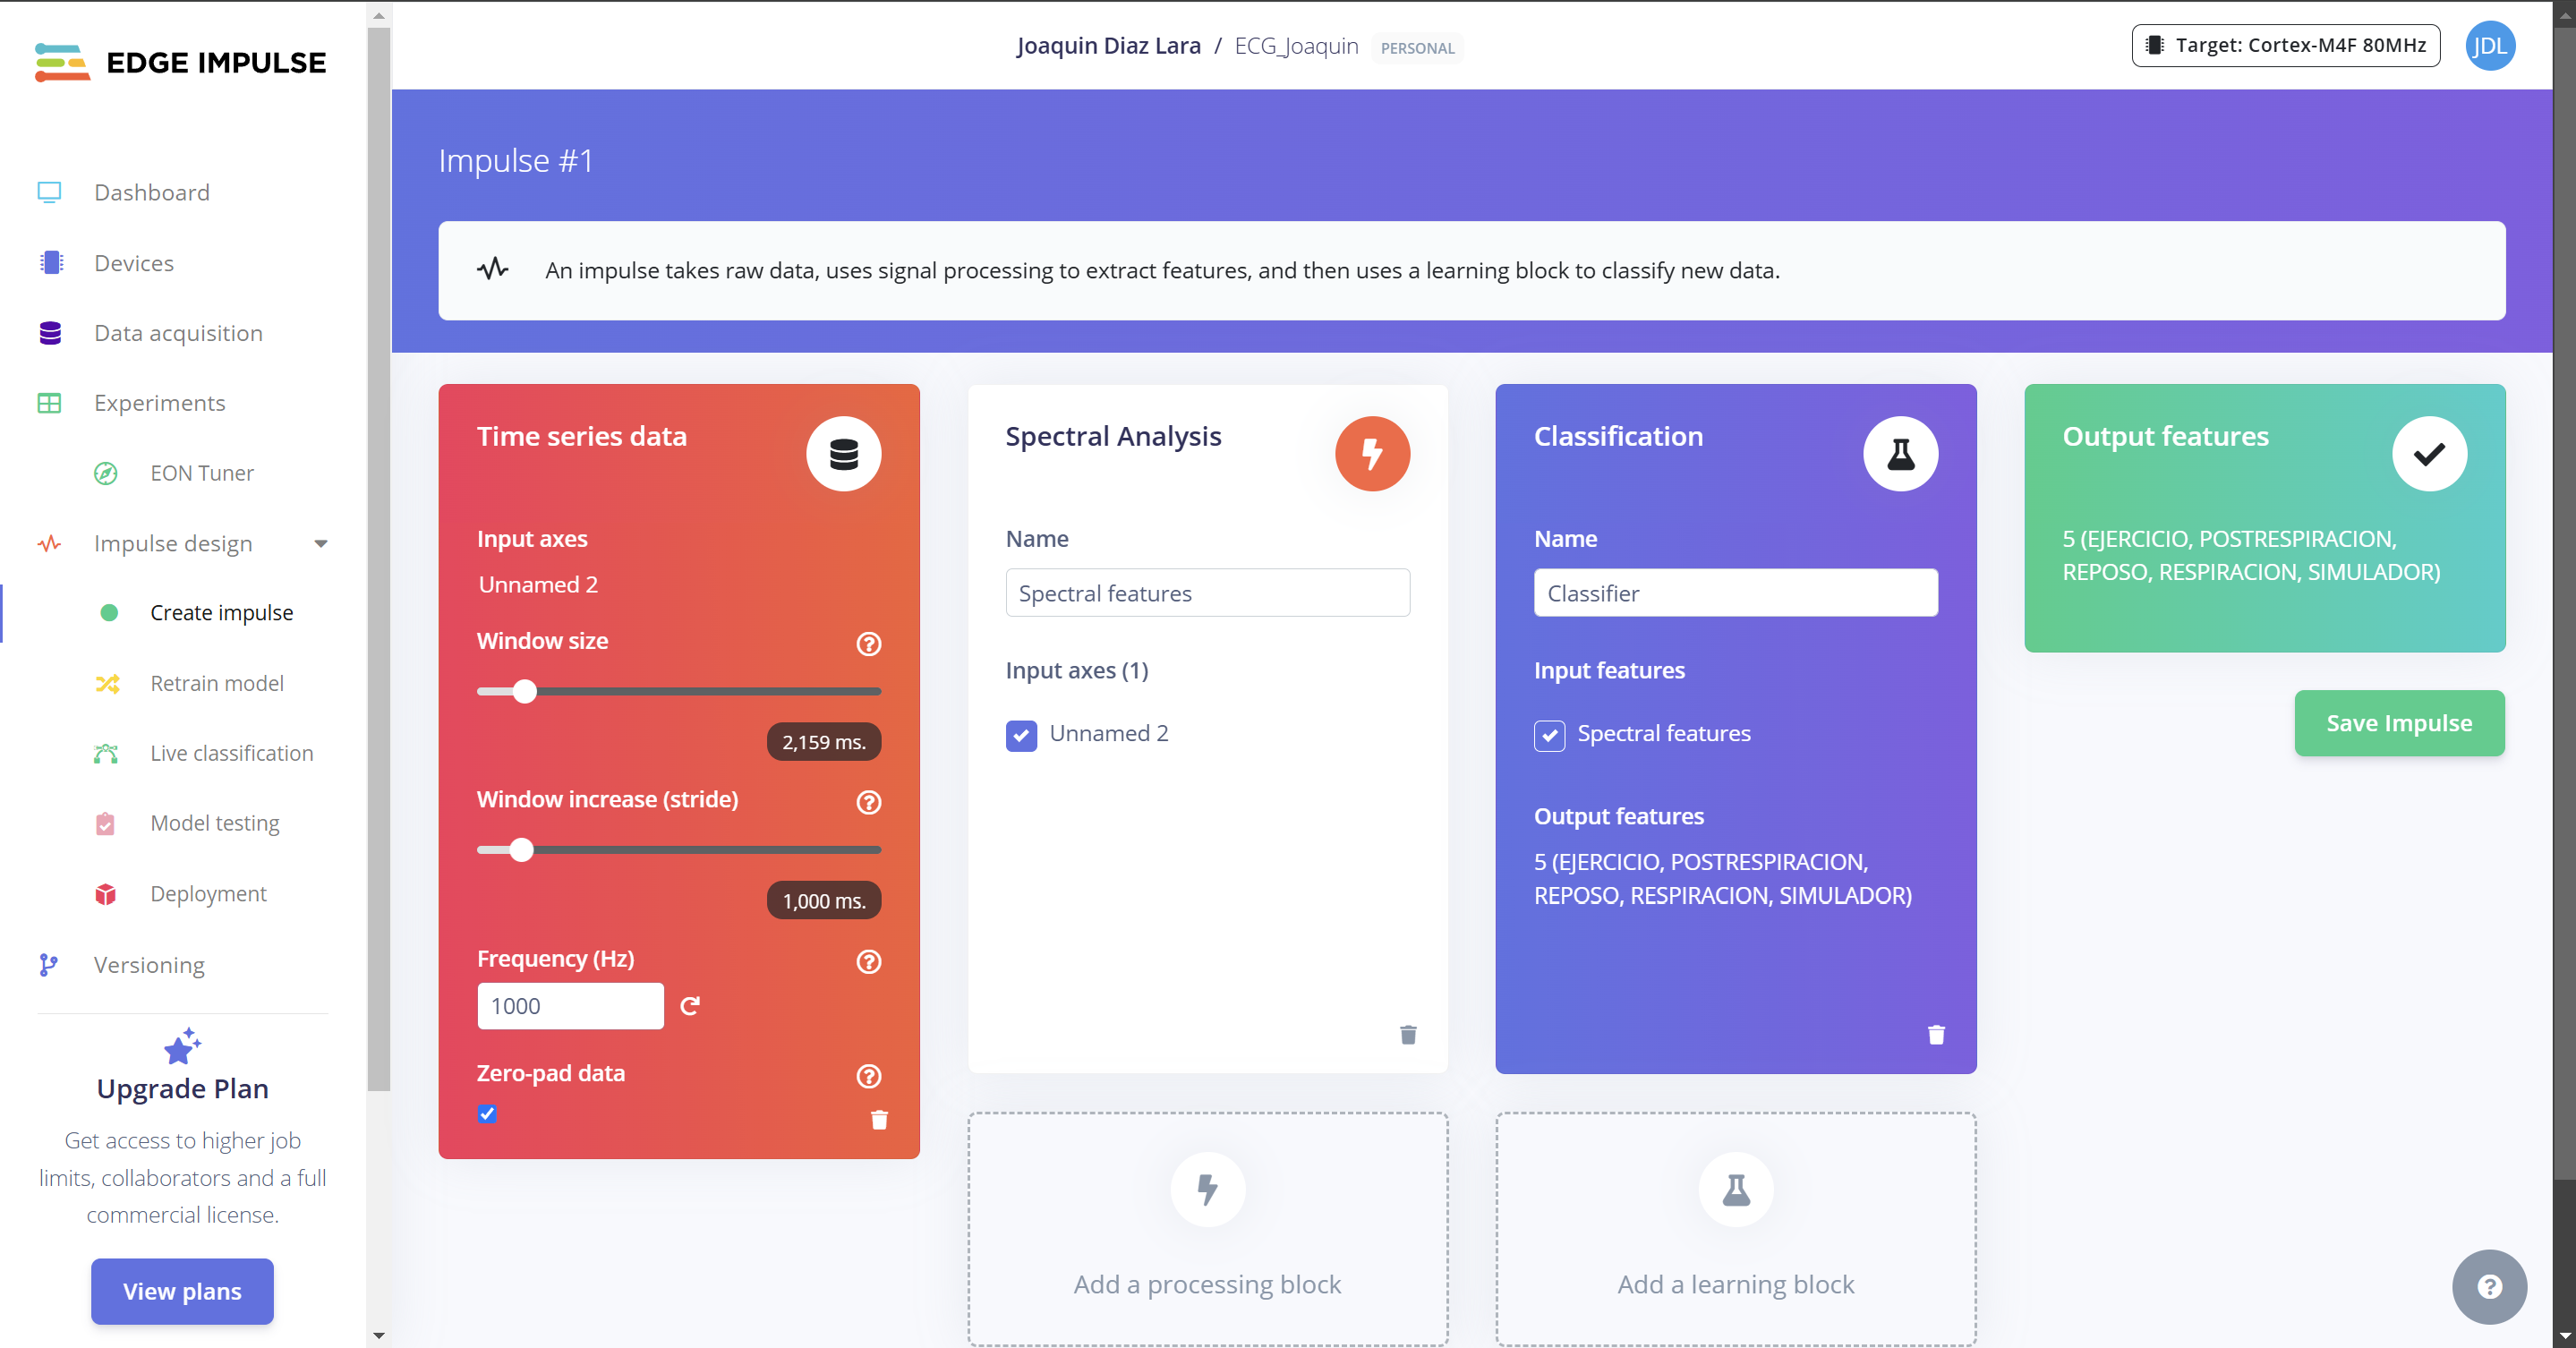 EDGE IMPULSE
Joaquin Diaz Lara / ECG_Joaquin PERSONAL
Target: Cortex-M4F 80MHz
JDL
Dashboard
Devices
Data acquisition
Experiments
EON Tuner
Impulse design
Create impulse
Retrain model
Live classification
Model testing
Deployment
Versioning
Upgrade Plan
Get access to higher job
limits, collaborators and a full
commercial license.
View plans
Impulse #1
An impulse takes raw data, uses signal processing to extract features, and then uses a learning block to classify new data.
Time series data
Input axes
Unnamed 2
Window size
?
2,159 ms.
Window increase (stride)
?
1,000 ms.
Frequency (Hz)
?
1000
Zero-pad data
?
Spectral Analysis
Name
Spectral features
Input axes (1)
Unnamed 2
Add a processing block
Classification
Name
Classifier
Input features
Spectral features
Output features
5 (EJERCICIO, POSTRESPIRACION,
REPOSO, RESPIRACION, SIMULADOR)
Add a learning block
Output features
5 (EJERCICIO, POSTRESPIRACION,
REPOSO, RESPIRACION, SIMULADOR)
Save Impulse
?